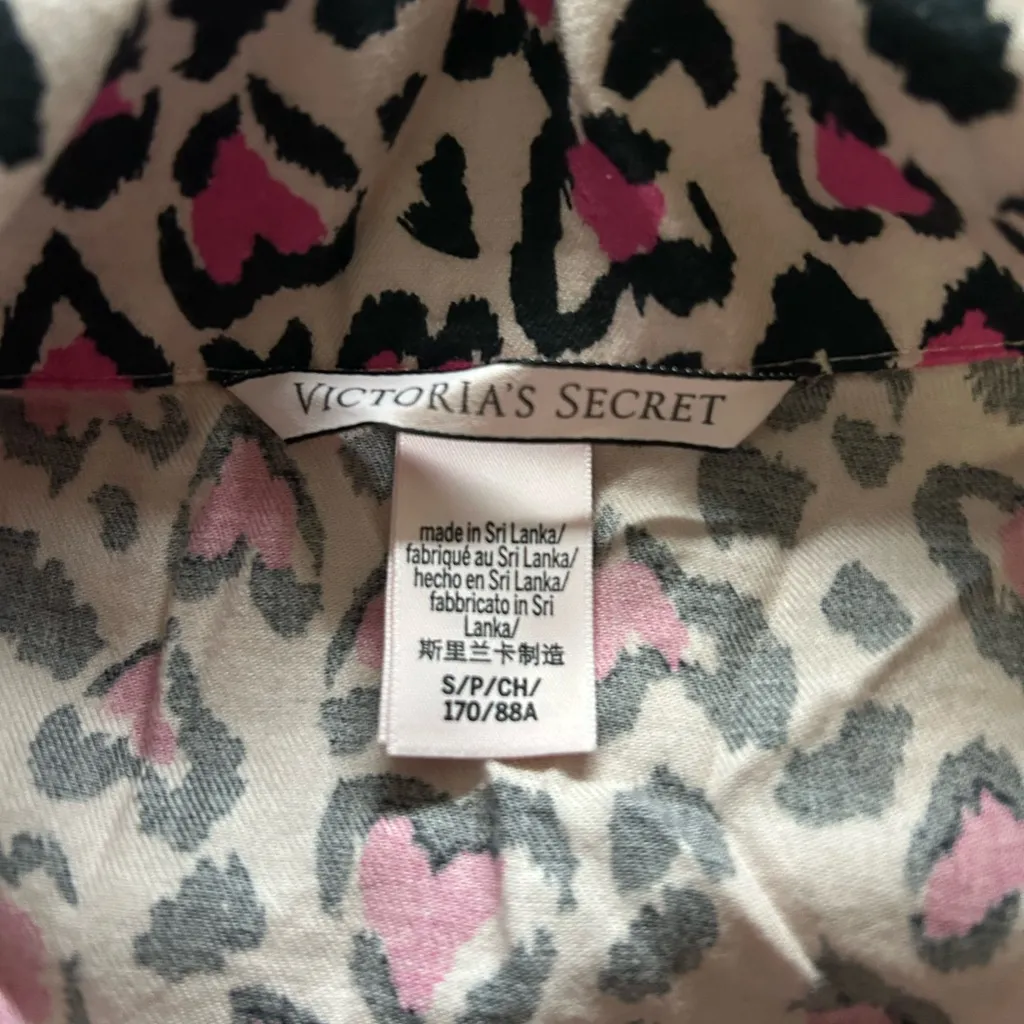 VICTORIA'S SECRET
made in Sri Lanka/
fabriqué au Sri Lanka/
hecho en Sri Lanka/
fabbricato in Sri
Lanka/
斯里兰卡制造
S/P/CH/
170/88A